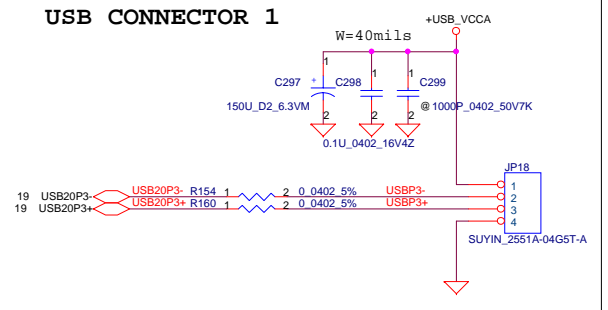 USB CONNECTOR 1
+USB_VCCA
W=40mils
1 1 1
C297 + C298 C299
150U_D2_6.3VM @1000P_0402_50V7K
2 2 2
0.1U_0402_16V4Z
JP18
19 USB20P3- USB20P3- R154 1 2 0_0402_5% USBP3-
19 USB20P3+ USB20P3+ R160 1 2 0_0402_5% USBP3+
1
2
3
4
SUYIN_2551A-04G5T-A